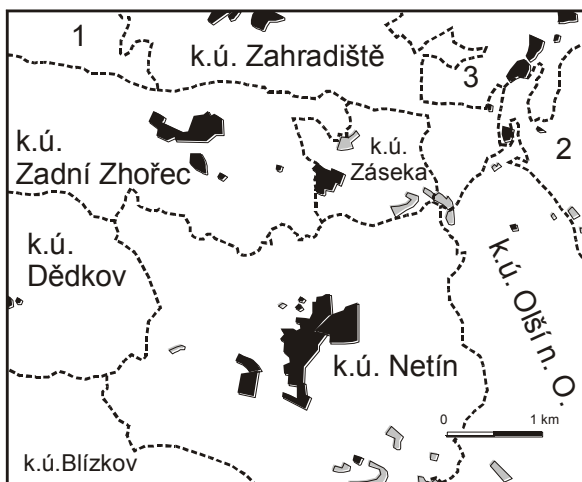 1
k.ú. Zahradiště
3
k.ú.
Zadní Zhořec
k.ú.
Záseka
2
k.ú.
Dědkov
k.ú. Olší n. O.
k.ú. Netín
0 1 km
k.ú.Blízkov